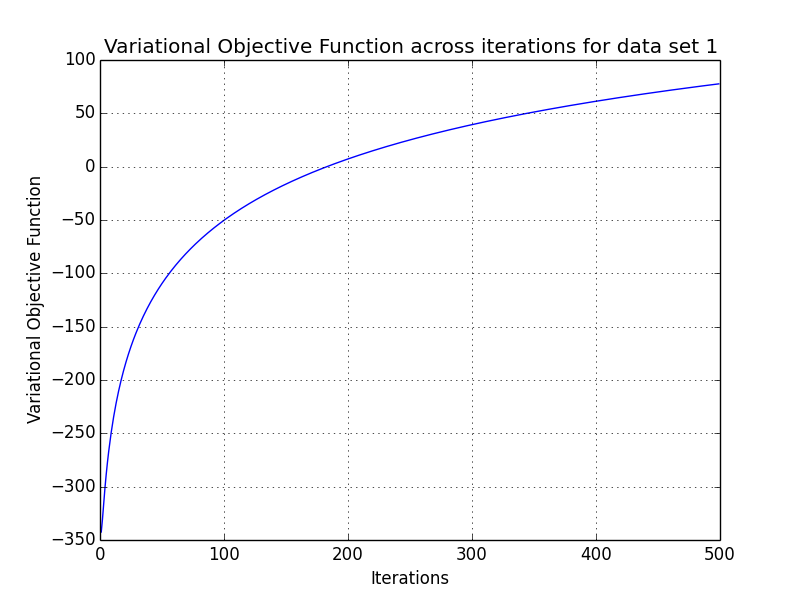 Variational Objective Function across iterations for data set 1
100
50
0
−50
−100
−150
−200
−250
−300
−350
Variational Objective Function
0 100 200 300 400 500
Iterations